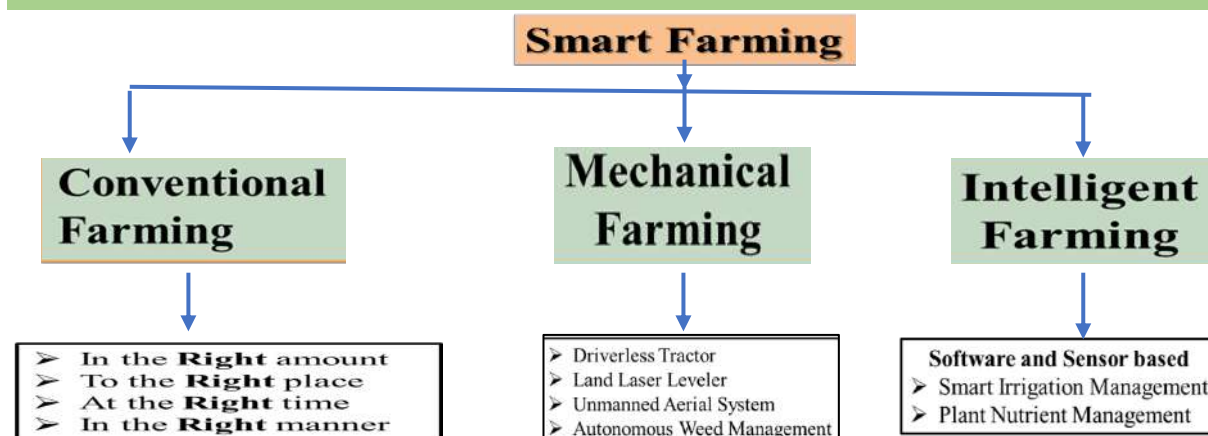 Smart Farming
Conventional
Farming
➢ In the Right amount
➢ To the Right place
➢ At the Right time
➢ In the Right manner
Mechanical
Farming
➢ Driverless Tractor
➢ Land Laser Leveler
➢ Unmanned Aerial System
➢ Autonomous Weed Management
Intelligent
Farming
Software and Sensor based
➢ Smart Irrigation Management
➢ Plant Nutrient Management